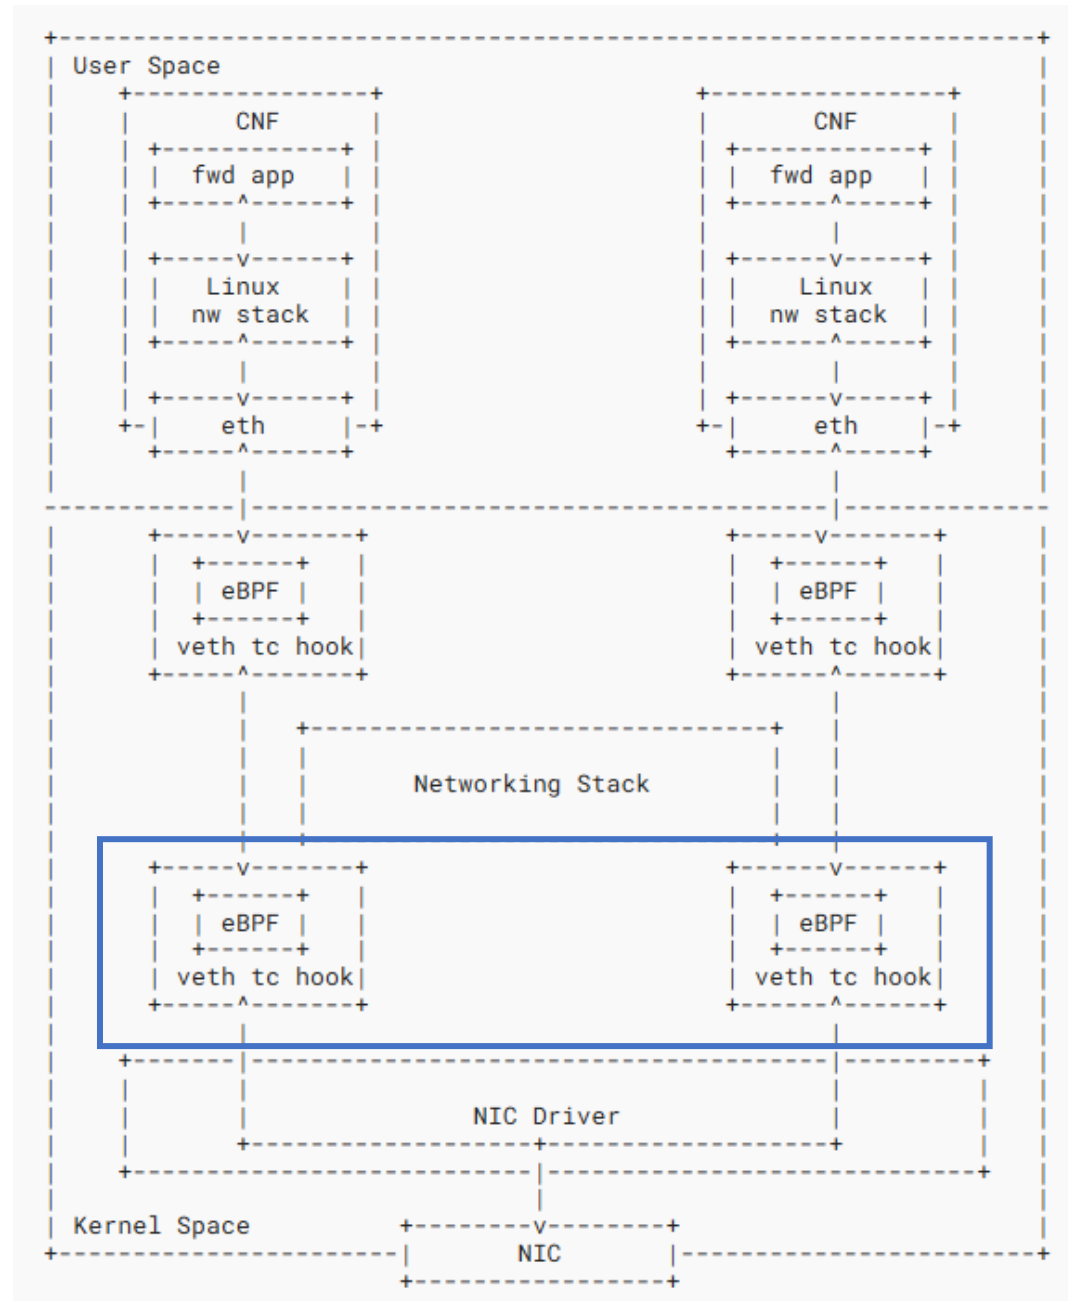 User Space
CNF CNF
fwd app fwd app
Linux Linux
nw stack nw stack
eth eth
eBPF eBPF
veth tc hook veth tc hook
Networking Stack
eBPF eBPF
veth tc hook veth tc hook
NIC Driver
Kernel Space
NIC